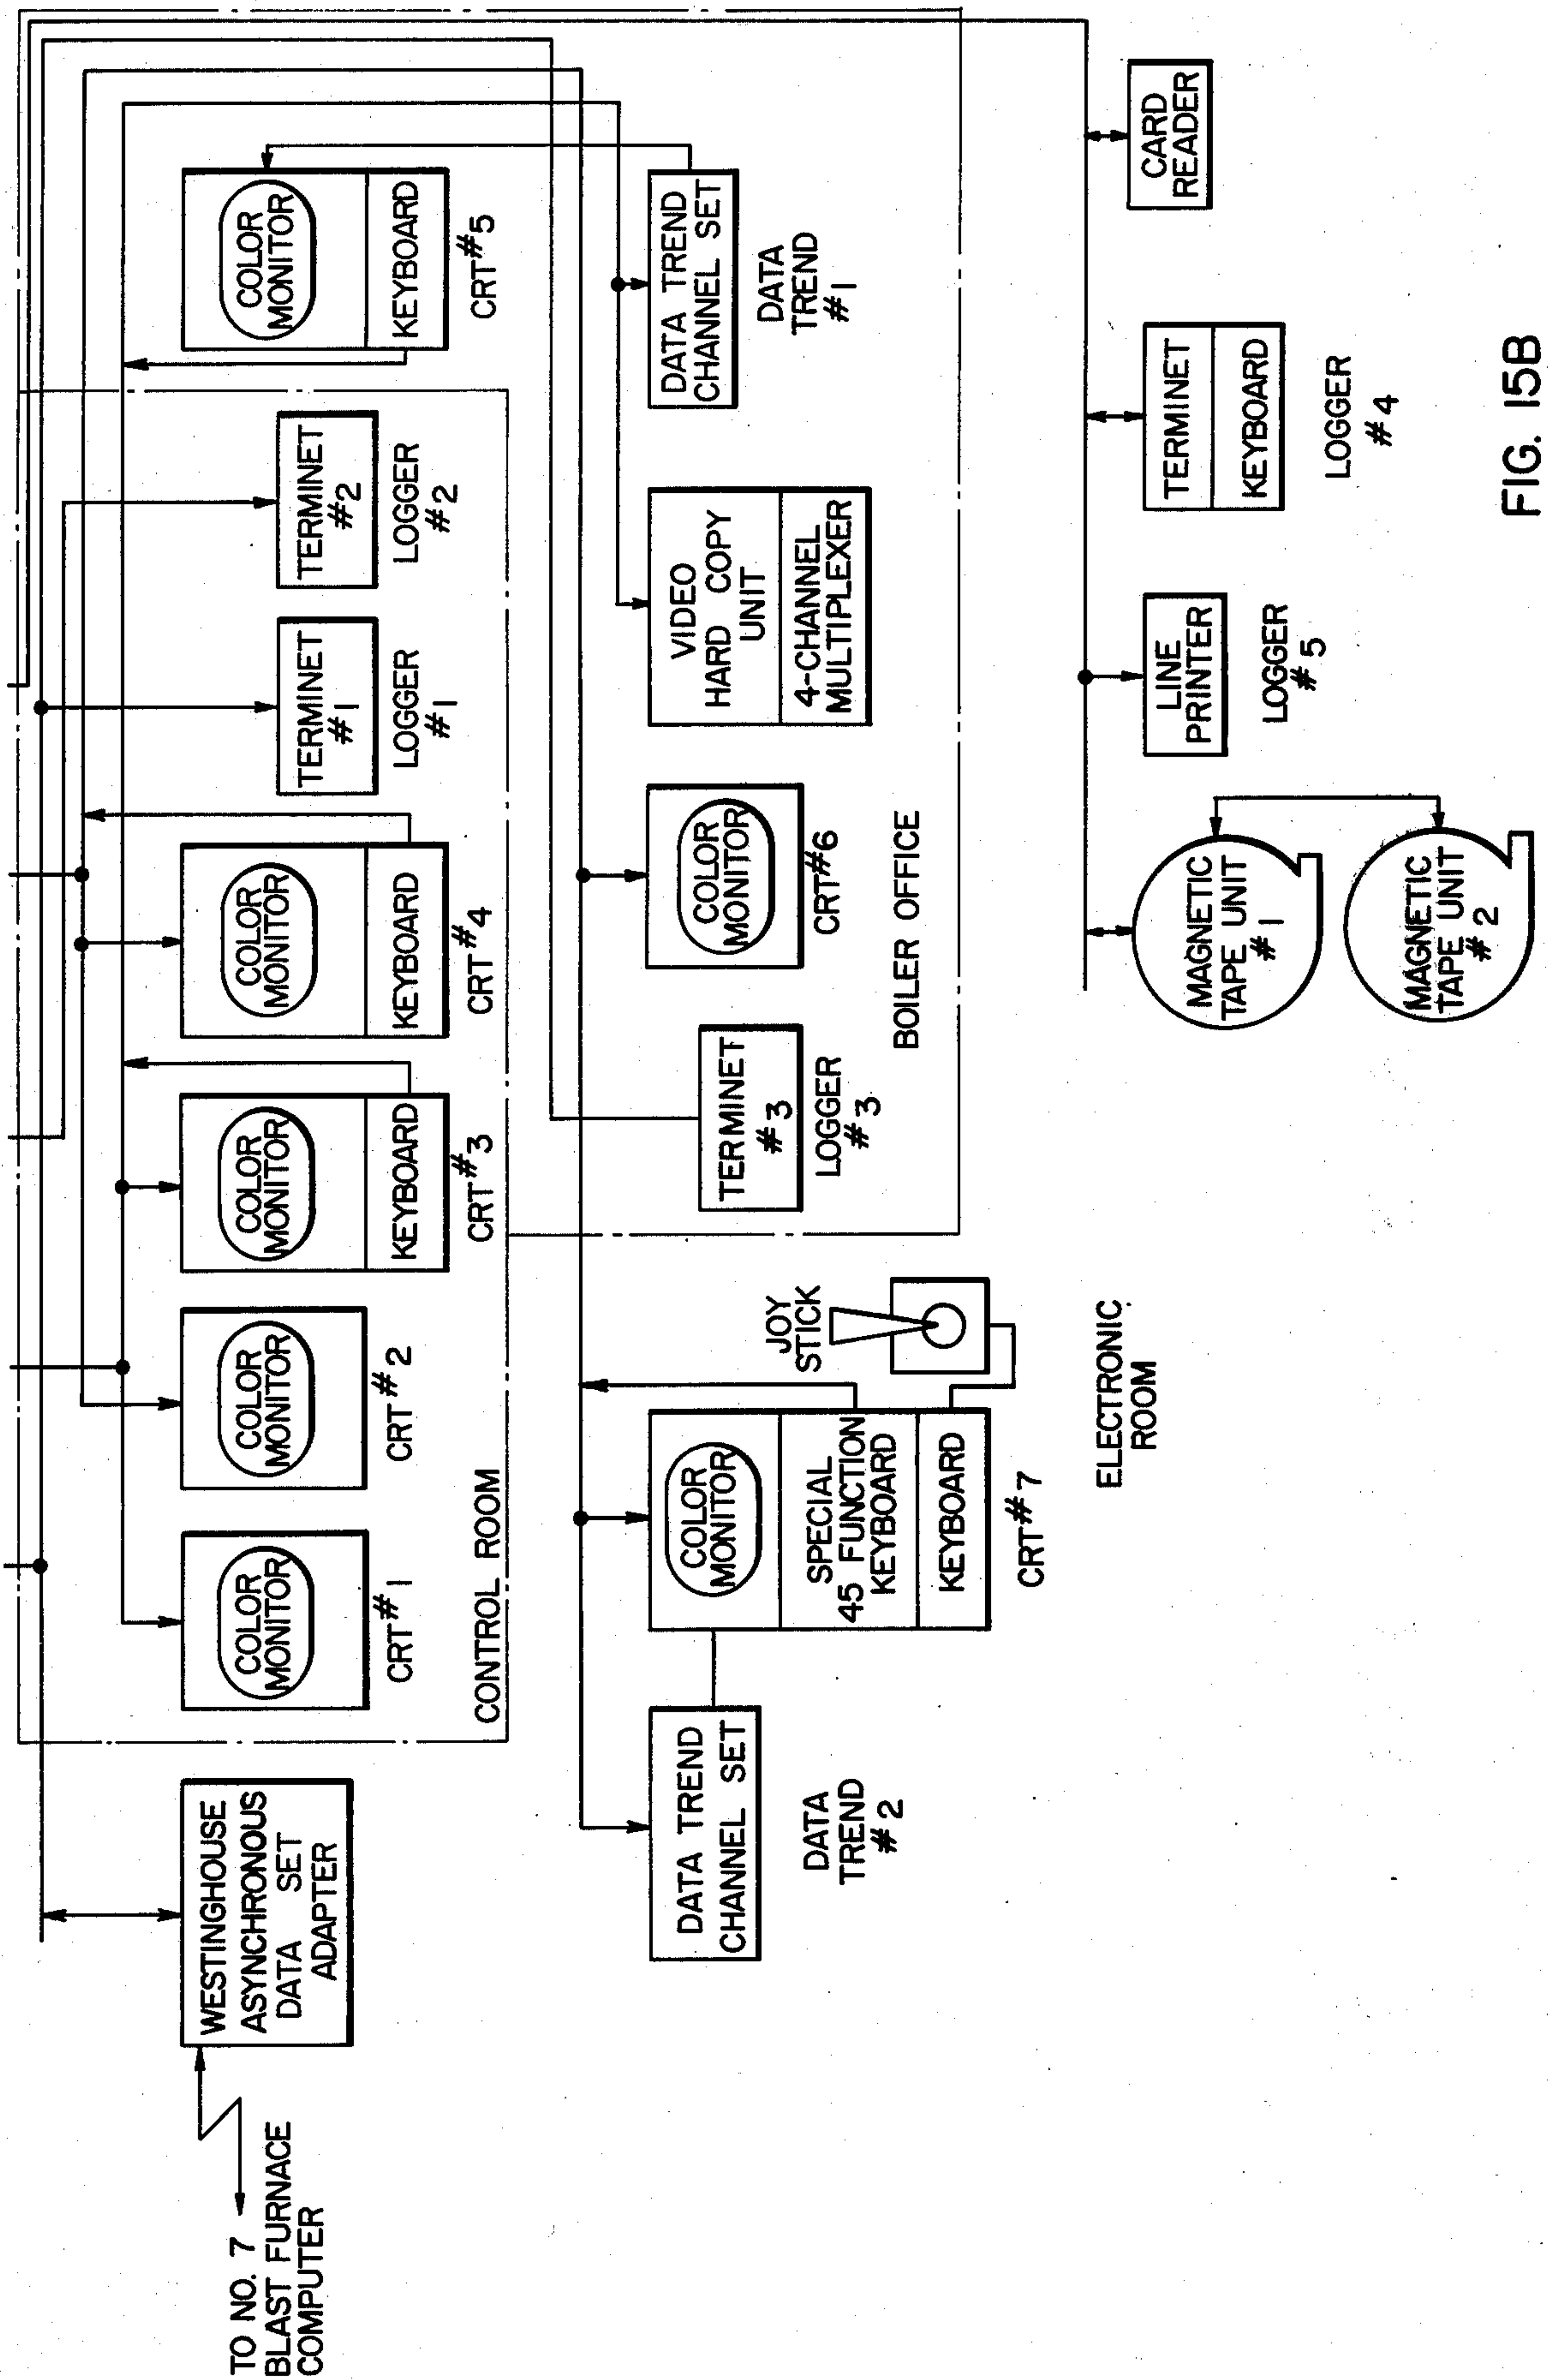 TO NO. 7
BLAST FURNACE
COMPUTER
WESTINGHOUSE
ASYNCHRONOUS
DATA SET
ADAPTER
COLOR
MONITOR
CRT #1
COLOR
MONITOR
CRT #2
COLOR
MONITOR
KEYBOARD
CRT #3
COLOR
MONITOR
KEYBOARD
CRT #4
TERMINET
#1
LOGGER
#1
TERMINET
#2
LOGGER
#2
CONTROL ROOM
COLOR
MONITOR
KEYBOARD
CRT #5
DATA TREND
CHANNEL SET
DATA
TREND
#2
COLOR
MONITOR
SPECIAL
45 FUNCTION
KEYBOARD
KEYBOARD
CRT #7
JOY
STICK
TERMINET
#3
LOGGER
#3
COLOR
MONITOR
CRT #6
VIDEO
HARD COPY
UNIT
4-CHANNEL
MULTIPLEXER
DATA TREND
CHANNEL SET
DATA
TREND
#1
BOILER OFFICE
ELECTRONIC
ROOM
MAGNETIC
TAPE UNIT
#1
MAGNETIC
TAPE UNIT
#2
LINE
PRINTER
LOGGER
#5
TERMINET
KEYBOARD
LOGGER
#4
CARD
READER
FIG. 15B